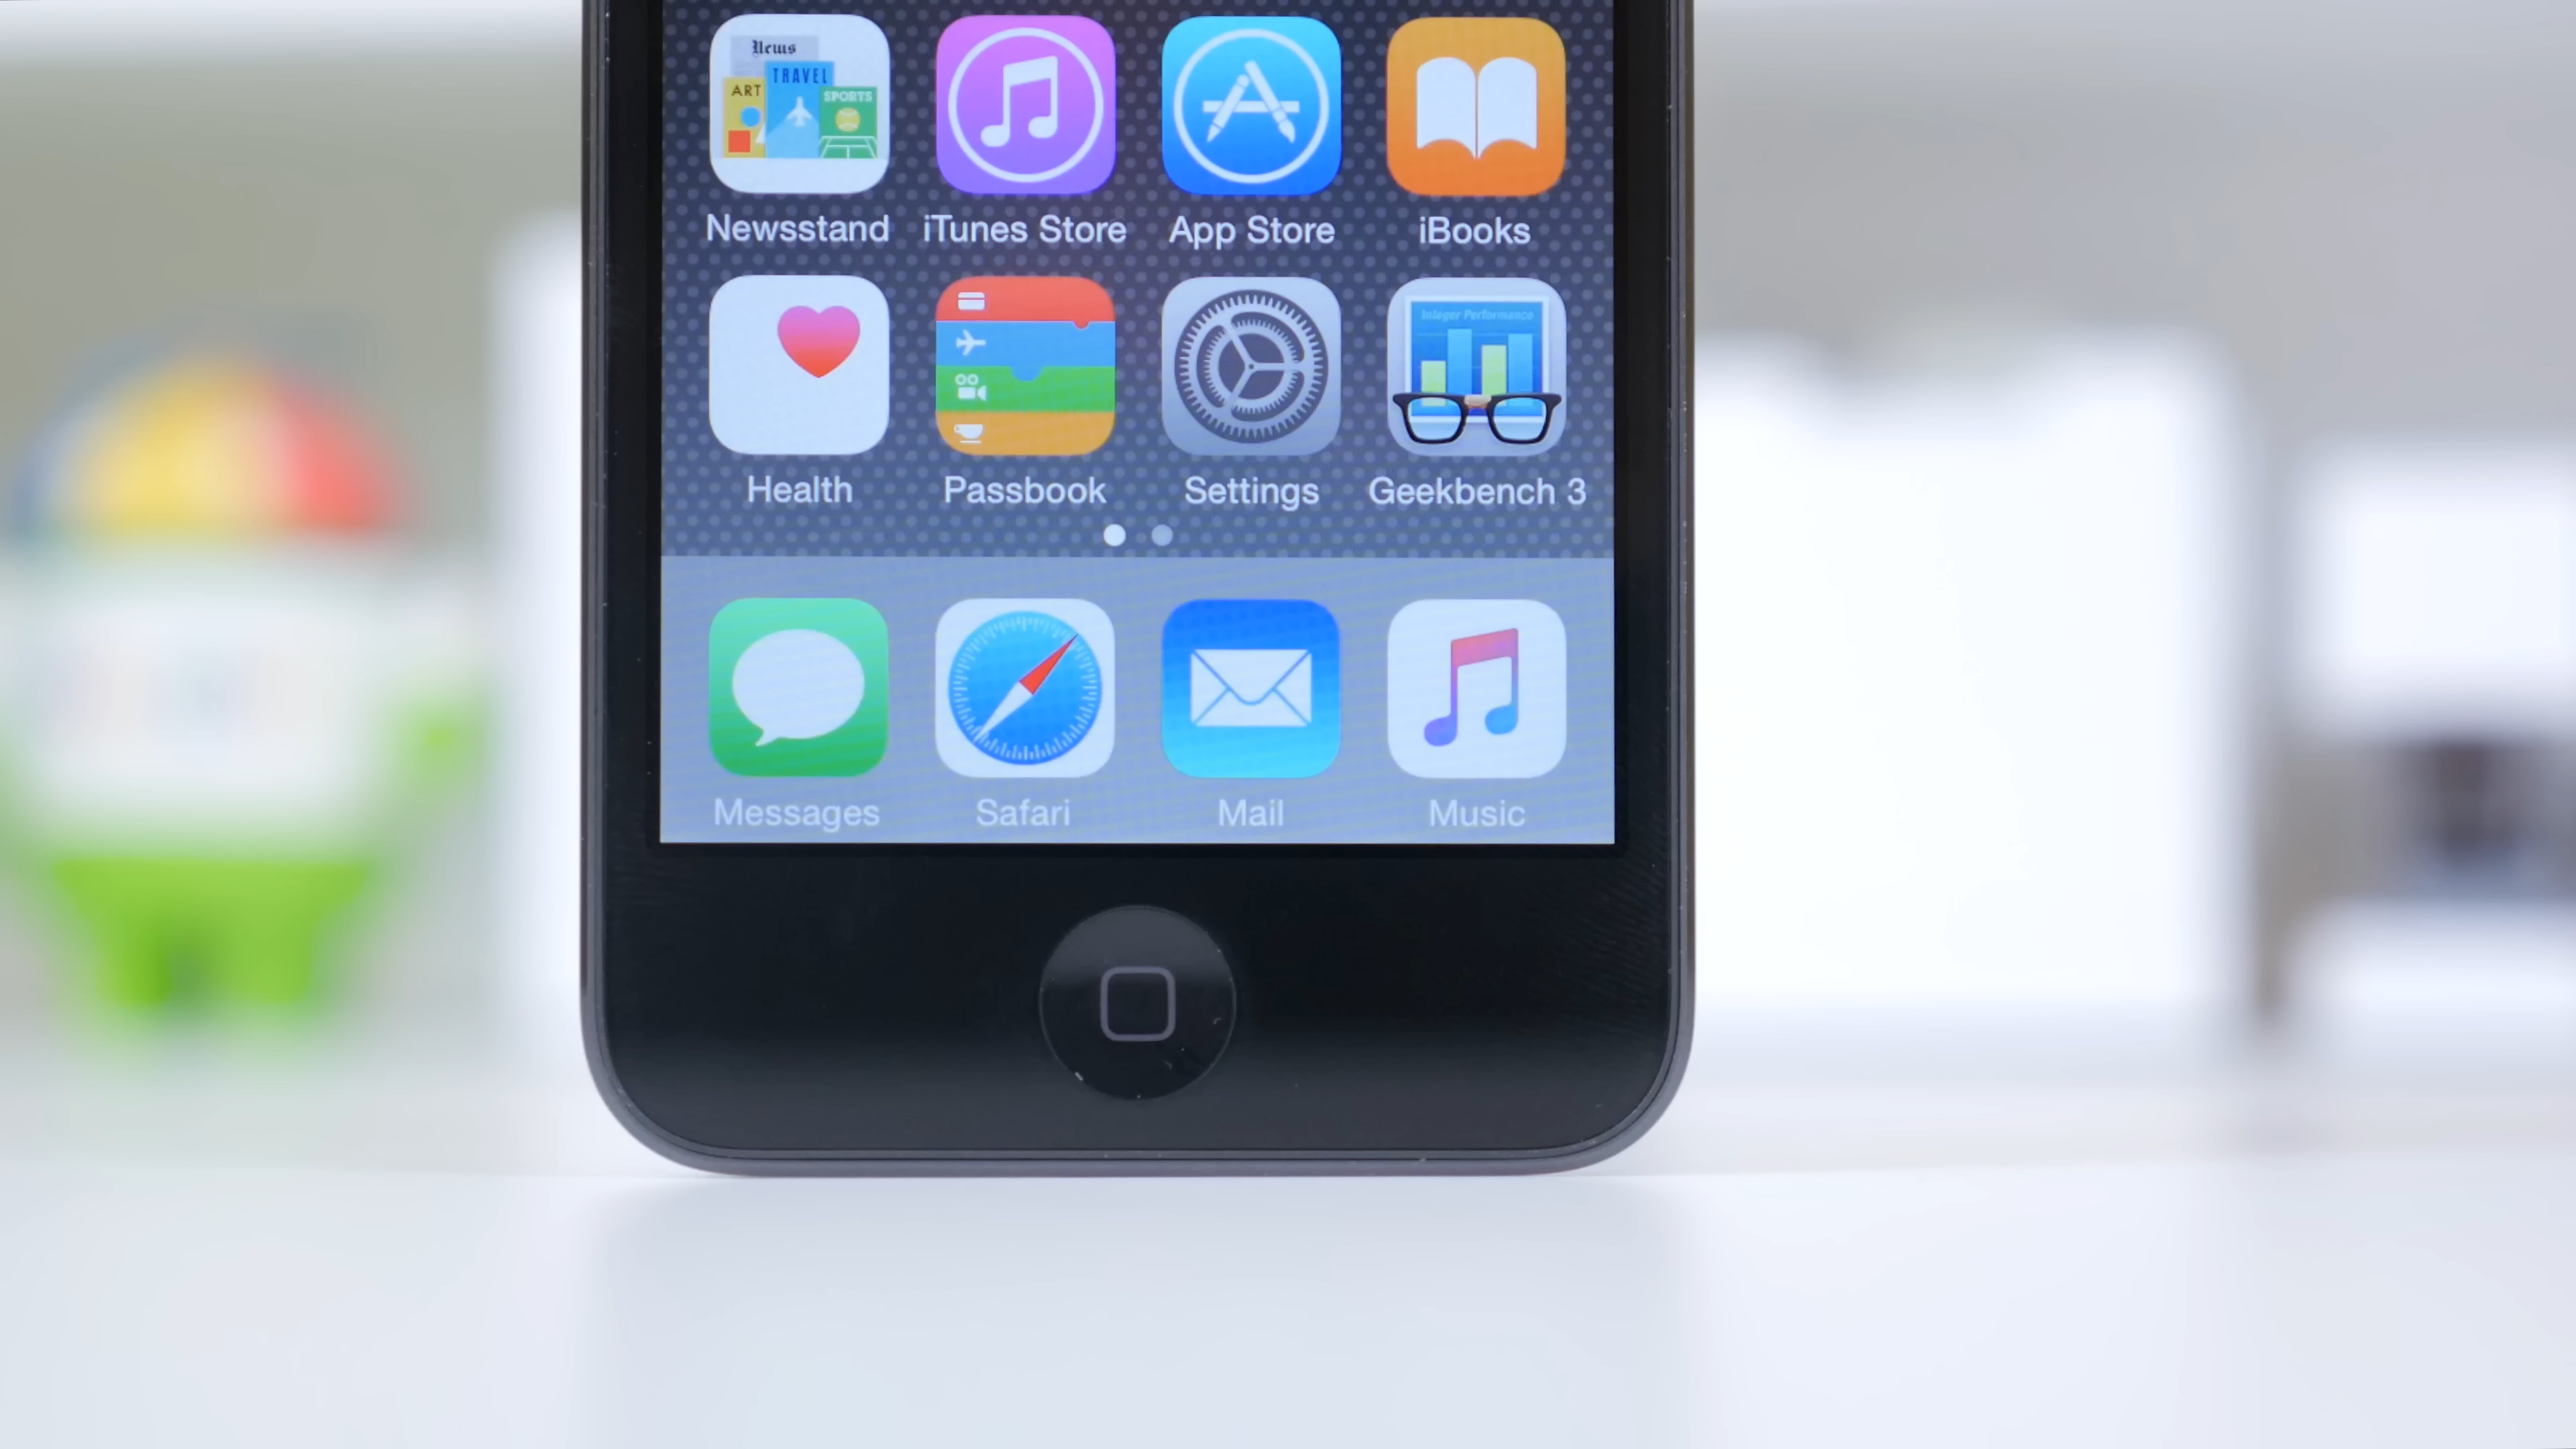 News
TRAVEL
ART
SPORTS
Newsstand iTunes Store App Store iBooks
Integer Performance
Health Passbook Settings Geekbench 3
Messages Safari Mail Music